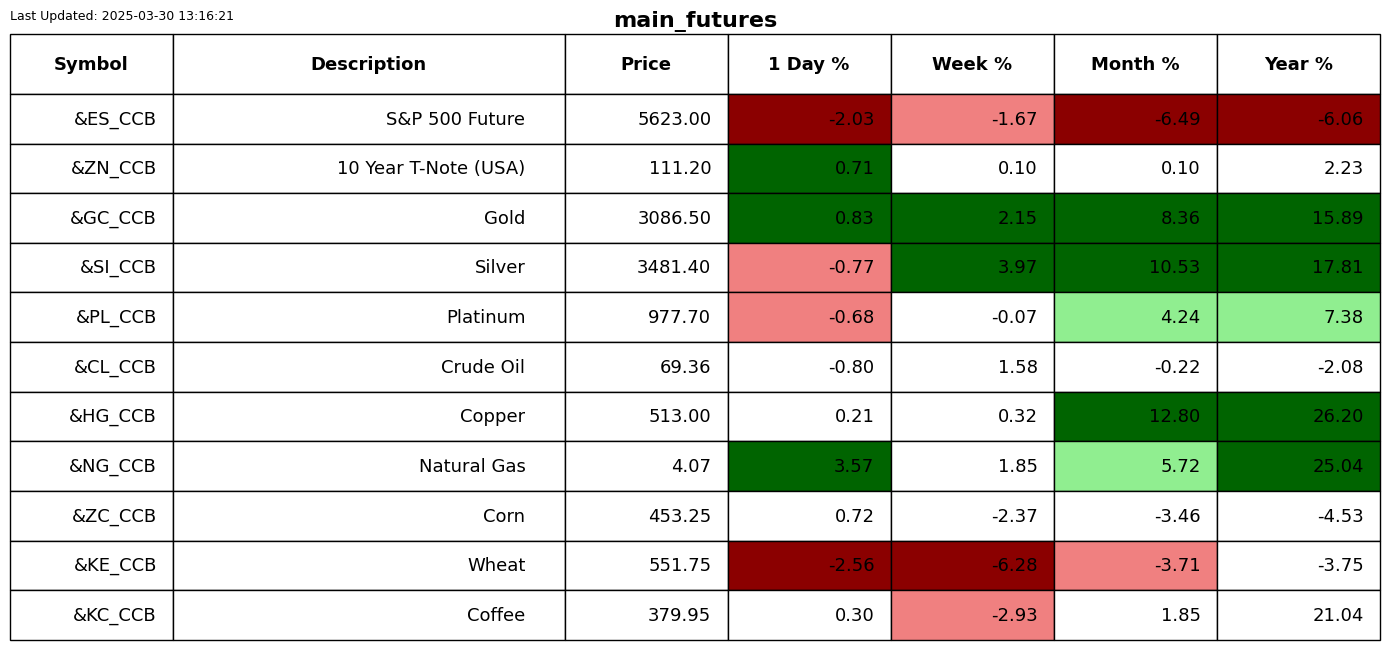 Last Updated: 2025-03-30 13:16:21
main_futures
Symbol Description Price 1 Day % Week % Month % Year %
&ES_CCB S&P 500 Future 5623.00 -2.03 -1.67 -6.49 -6.06
&ZN_CCB 10 Year T-Note (USA) 111.20 0.71 0.10 0.10 2.23
&GC_CCB Gold 3086.50 0.83 2.15 8.36 15.89
&SI_CCB Silver 3481.40 -0.77 3.97 10.53 17.81
&PL_CCB Platinum 977.70 -0.68 -0.07 4.24 7.38
&CL_CCB Crude Oil 69.36 -0.80 1.58 -0.22 -2.08
&HG_CCB Copper 513.00 0.21 0.32 12.80 26.20
&NG_CCB Natural Gas 4.07 3.57 1.85 5.72 25.04
&ZC_CCB Corn 453.25 0.72 -2.37 -3.46 -4.53
&KE_CCB Wheat 551.75 -2.56 -6.28 -3.71 -3.75
&KC_CCB Coffee 379.95 0.30 -2.93 1.85 21.04